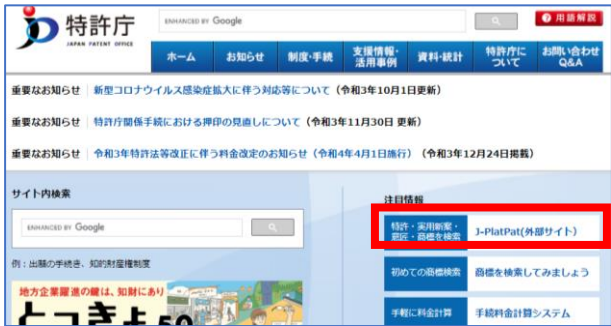 特許庁
JAPAN PATENT OFFICE
ENHANCED BY Google
? 用語解説
ホーム
お知らせ
制度・手続
支援情報・
活用事例
資料・統計
特許庁に
ついて
お問い合わせ
Q&A
重要なお知らせ 新型コロナウイルス感染症拡大に伴う対応等について（令和3年10月1日更新）
重要なお知らせ 特許庁関係手続における押印の見直しについて（令和3年11月30日 更新）
重要なお知らせ 令和3年特許法等改正に伴う料金改定のお知らせ（令和4年4月1日施行）（令和3年12月24日掲載）
サイト内検索
ENHANCED BY Google
例：出願の手続き、知的財産権制度
地方企業躍進の鍵は、知財にあり
とっきょ50
注目情報
特許・実用新案・
意匠・商標を検索
J-PlatPat(外部サイト)
初めての商標検索
商標を検索してみましょう
手軽に料金計算
手続料金計算システム